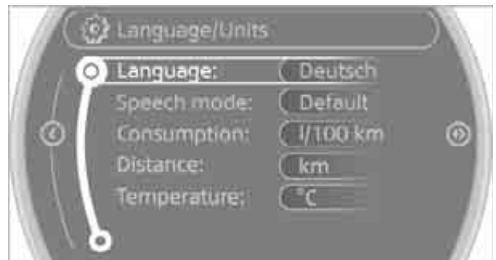 Language/Units
Language: Deutsch
Speech mode: Default
Consumption: l/100 km
Distance: km
Temperature: °C